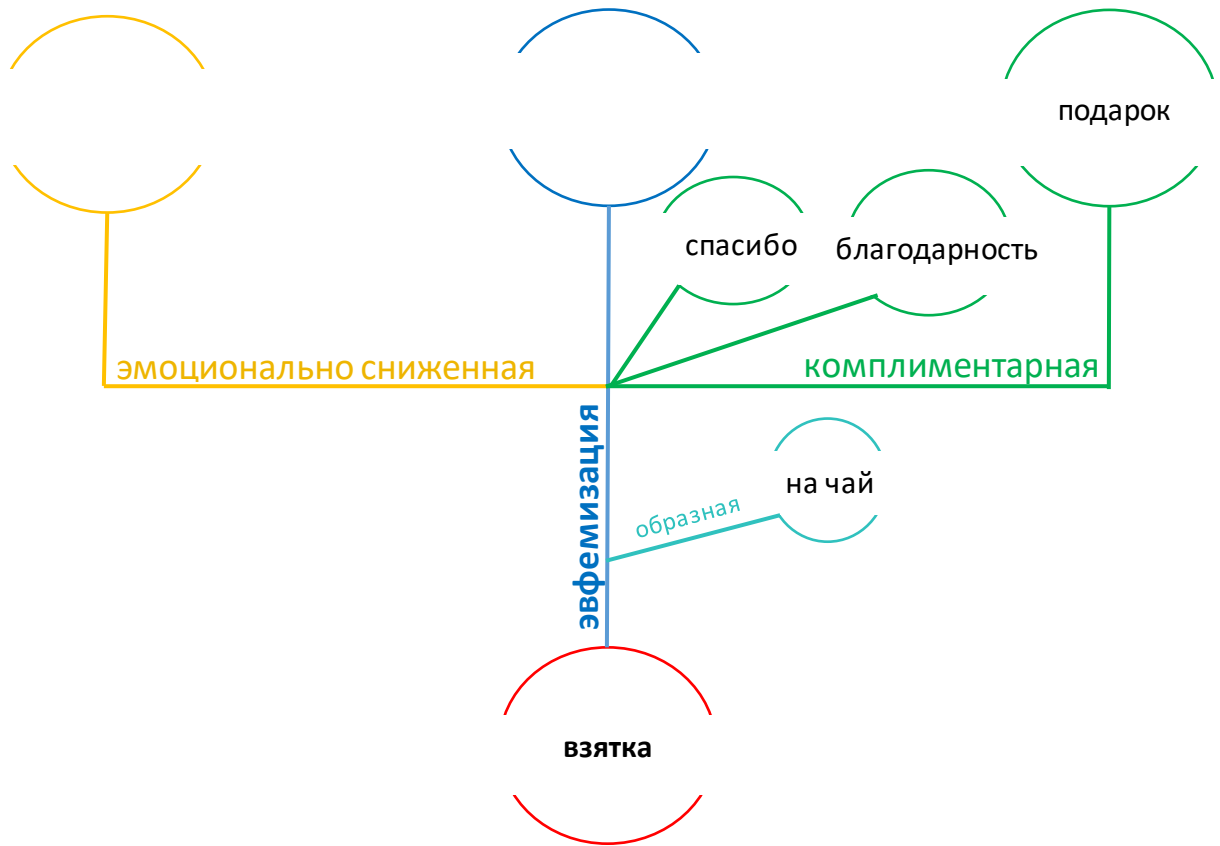 подарок
спасибо
благодарность
эмоционально сниженная
комплиментарная
эвфемизация
на чай
образная
взятка